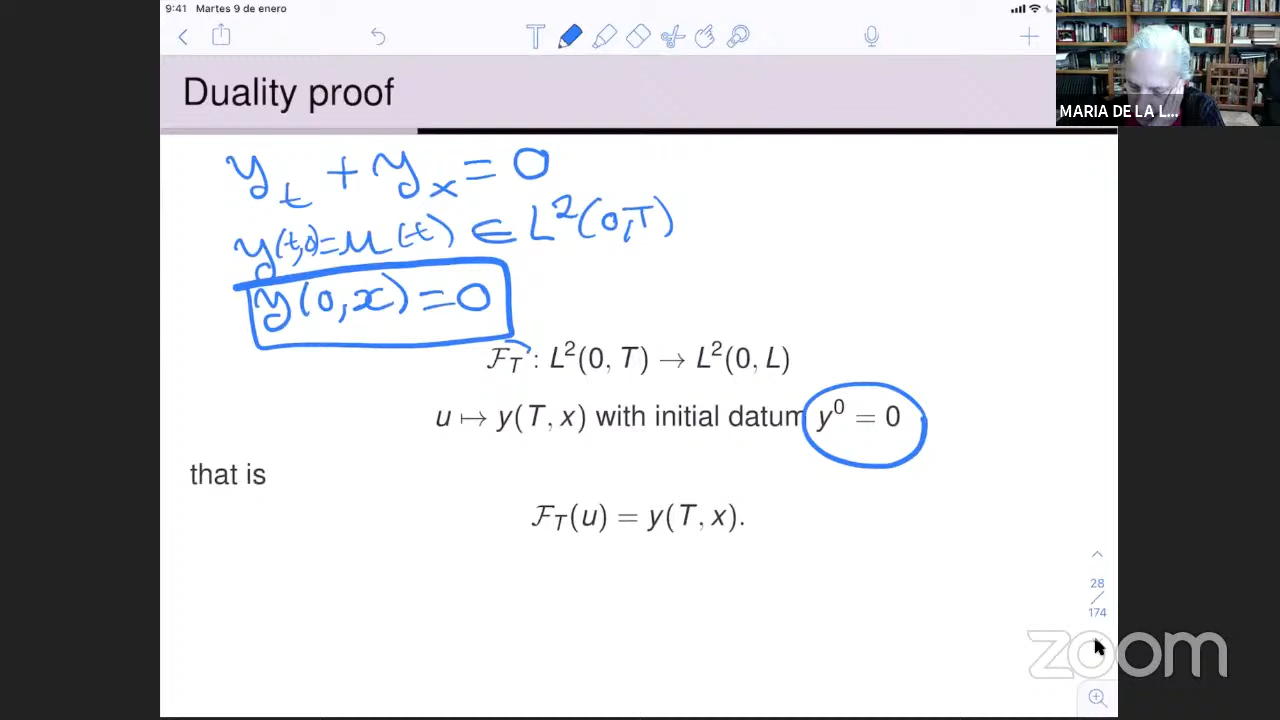 9:41 Martes 9 de enero
Duality proof
MARIA DE LA L...
y_t + y_x = 0
y(t,0) = u(t) ∈ L²(0,T)
y(0,x) = 0
𝓕_T : L²(0, T) → L²(0, L)
u ↦ y(T, x) with initial datum y⁰ = 0
that is
𝓕_T(u) = y(T, x).
28
174
zoom